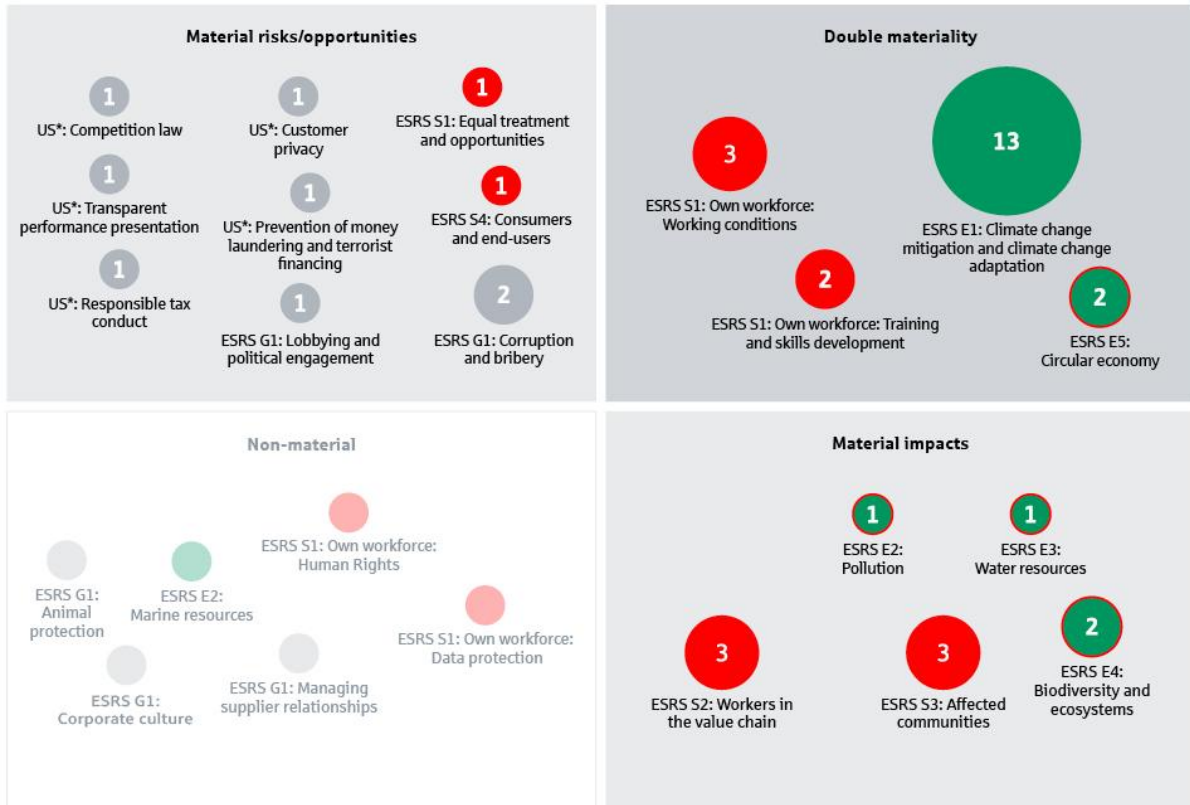 Material risks/opportunities
1
US*: Competition law
1
US*: Customer
privacy
1
ESRS S1: Equal treatment
and opportunities
1
US*: Transparent
performance presentation
1
US*: Prevention of money
laundering and terrorist
financing
1
ESRS S4: Consumers
and end-users
1
US*: Responsible tax
conduct
1
ESRS G1: Lobbying and
political engagement
2
ESRS G1: Corruption
and bribery
Double materiality
13
ESRS E1: Climate change
mitigation and climate change
adaptation
3
ESRS S1: Own workforce:
Working conditions
2
ESRS S1: Own workforce: Training
and skills development
2
ESRS E5:
Circular economy
Non-material
ESRS S1: Own workforce:
Human Rights
ESRS G1:
Animal
protection
ESRS E2:
Marine resources
ESRS S1: Own workforce:
Data protection
ESRS G1:
Corporate culture
ESRS G1: Managing
supplier relationships
Material impacts
1
ESRS E2:
Pollution
1
ESRS E3:
Water resources
3
ESRS S2: Workers in
the value chain
3
ESRS S3: Affected
communities
2
ESRS E4:
Biodiversity and
ecosystems